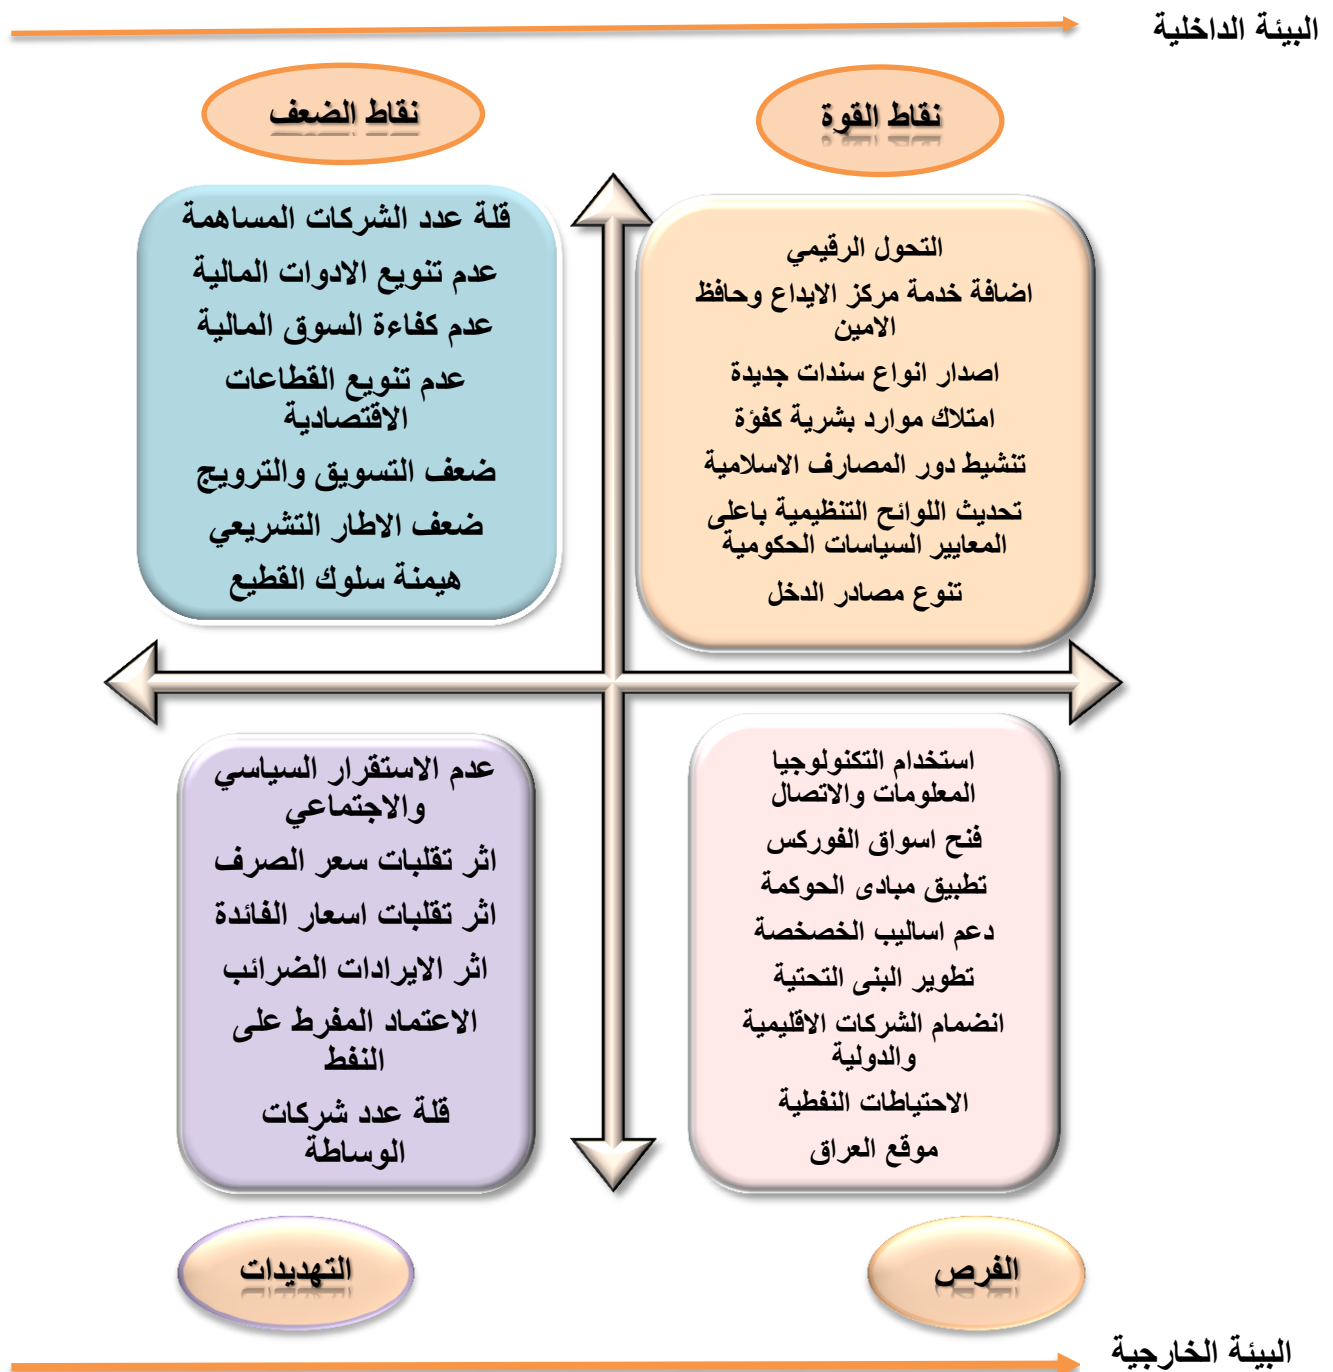 البيئة الداخلية
نقاط القوة
نقاط الضعف
التحول الرقيمي
اضافة خدمة مركز الايداع وحافظ
الامين
اصدار انواع سندات جديدة
امتلاك موارد بشرية كفؤة
تنشيط دور المصارف الاسلامية
تحديث اللوائح التنظيمية باعلى
المعايير السياسات الحكومية
تنوع مصادر الدخل
قلة عدد الشركات المساهمة
عدم تنويع الادوات المالية
عدم كفاءة السوق المالية
عدم تنويع القطاعات
الاقتصادية
ضعف التسويق والترويج
ضعف الاطار التشريعي
هيمنة سلوك القطيع
استخدام التكنولوجيا
المعلومات والاتصال
فنح اسواق الفوركس
تطبيق مبادى الحوكمة
دعم اساليب الخصخصة
تطوير البنى التحتية
انضمام الشركات الاقليمية
والدولية
الاحتياطات النفطية
موقع العراق
عدم الاستقرار السياسي
والاجتماعي
اثر تقلبات سعر الصرف
اثر تقلبات اسعار الفائدة
اثر الايرادات الضرائب
الاعتماد المفرط على
النفط
قلة عدد شركات
الوساطة
الفرص
التهديدات
البيئة الخارجية